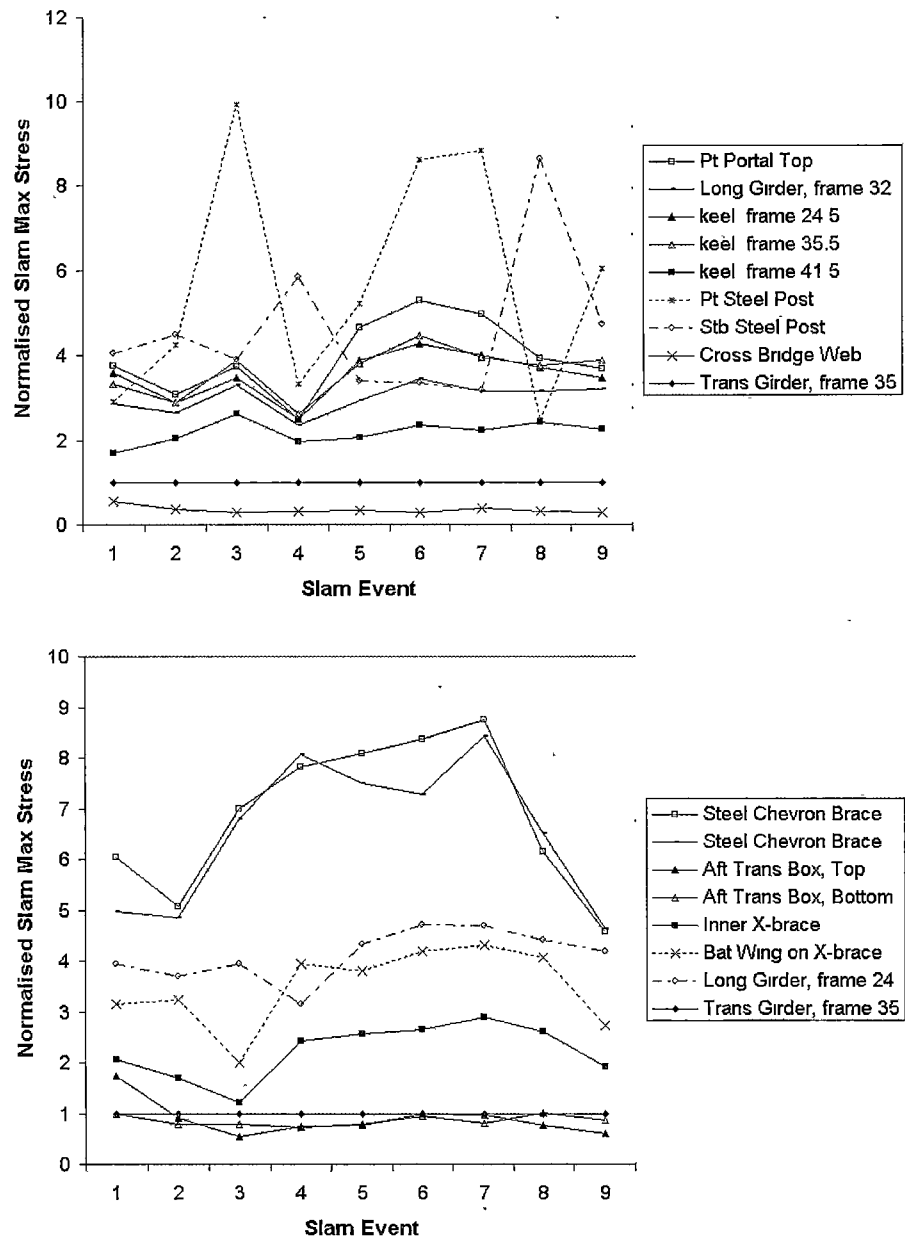 12
10
8
6
4
2
0
Normalised Slam Max Stress
1 2 3 4 5 6 7 8 9
Slam Event
Pt Portal Top
Long Girder, frame 32
keel frame 24 5
keel frame 35.5
keel frame 41 5
Pt Steel Post
Stb Steel Post
Cross Bridge Web
Trans Girder, frame 35
10
9
8
7
6
5
4
3
2
1
0
Normalised Slam Max Stress
1 2 3 4 5 6 7 8 9
Slam Event
Steel Chevron Brace
Steel Chevron Brace
Aft Trans Box, Top
Aft Trans Box, Bottom
Inner X-brace
Bat Wing on X-brace
Long Girder, frame 24
Trans Girder, frame 35